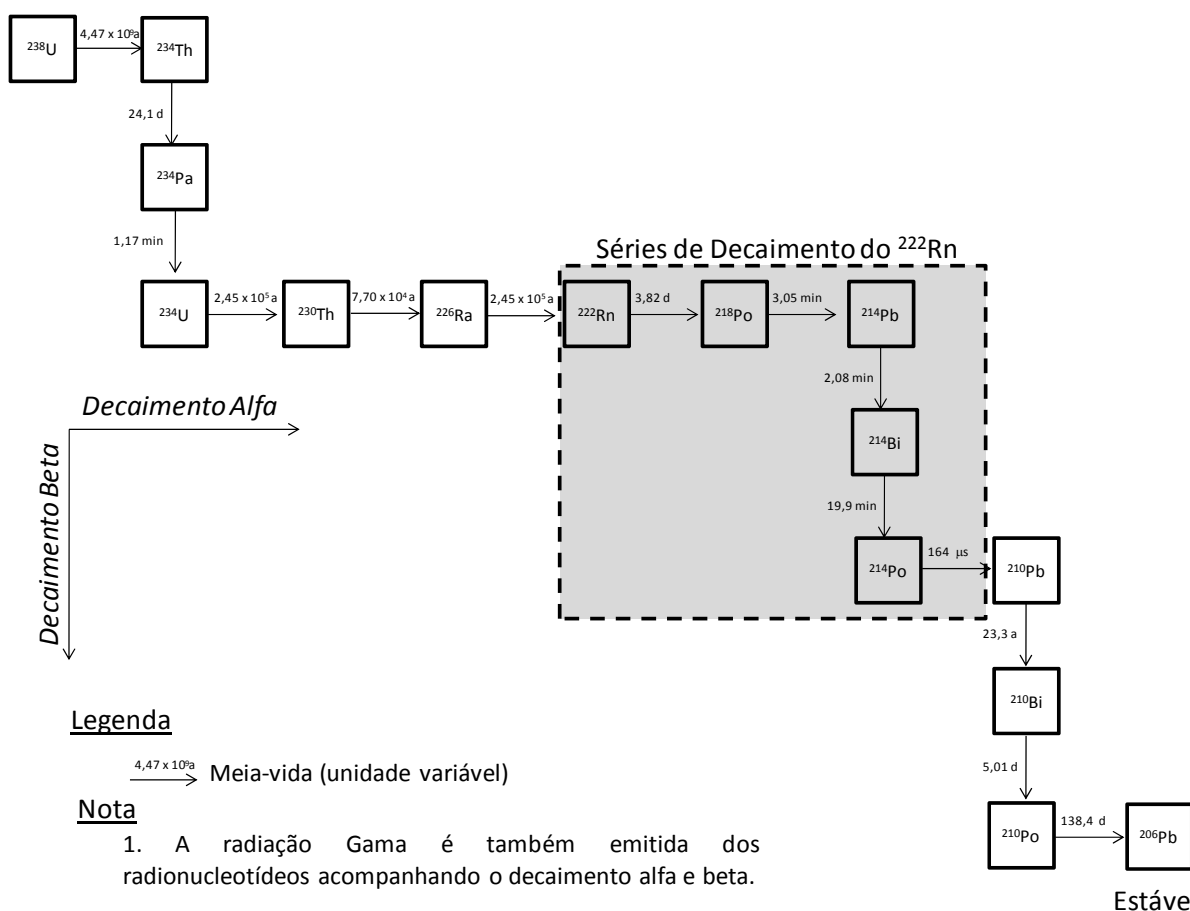 4,47 x 10⁹a
²³⁸U
²³⁴Th
24,1 d
²³⁴Pa
1,17 min
Séries de Decaimento do ²²²Rn
2,45 x 10⁵a
7,70 x 10⁴a
2,45 x 10⁵a
3,82 d
3,05 min
²³⁴U
²³⁰Th
²²⁶Ra
²²²Rn
²¹⁸Po
²¹⁴Pb
2,08 min
Decaimento Alfa
Decaimento Beta
²¹⁴Bi
19,9 min
²¹⁴Po
164 µs
²¹⁰Pb
23,3 a
²¹⁰Bi
5,01 d
²¹⁰Po
138,4 d
²⁰⁶Pb
Estáve
Legenda
4,47 x 10⁹a
Meia-vida (unidade variável)
Nota
1. A radiação Gama é também emitida dos
radionucleotídeos acompanhando o decaimento alfa e beta.